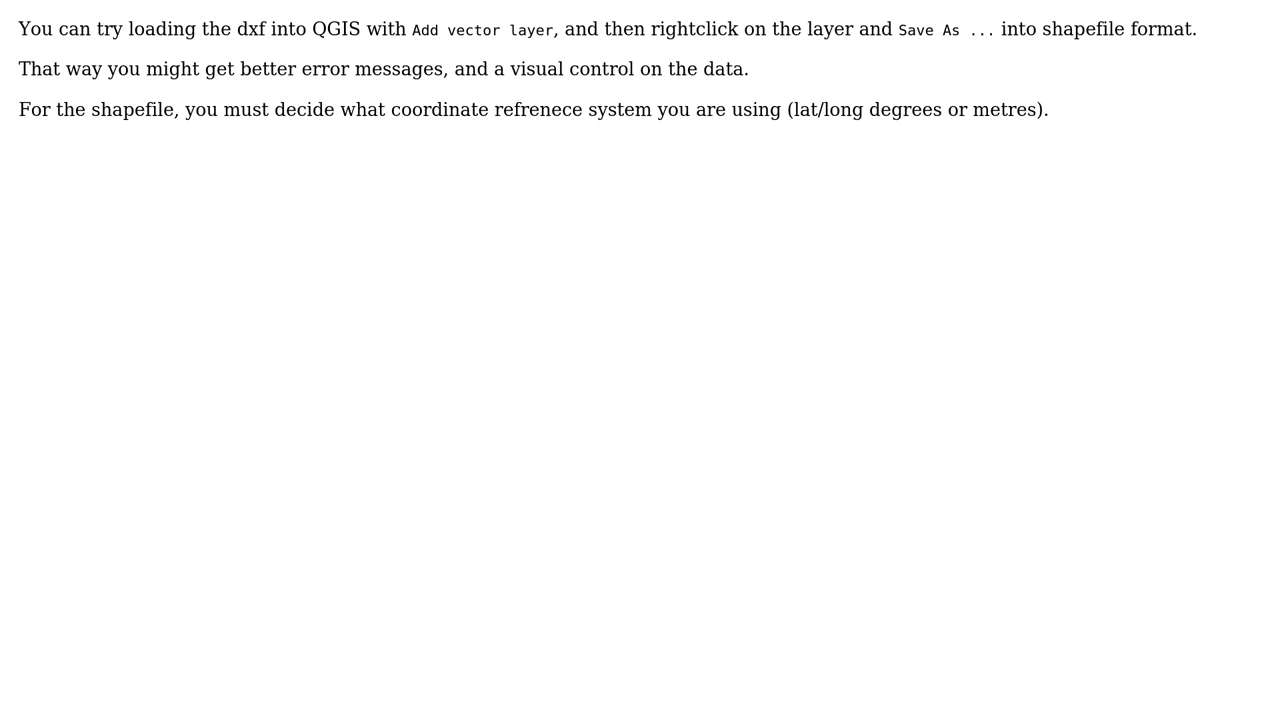 You can try loading the dxf into QGIS with Add vector layer, and then rightclick on the layer and Save As ... into shapefile format.
That way you might get better error messages, and a visual control on the data.
For the shapefile, you must decide what coordinate refrenece system you are using (lat/long degrees or metres).